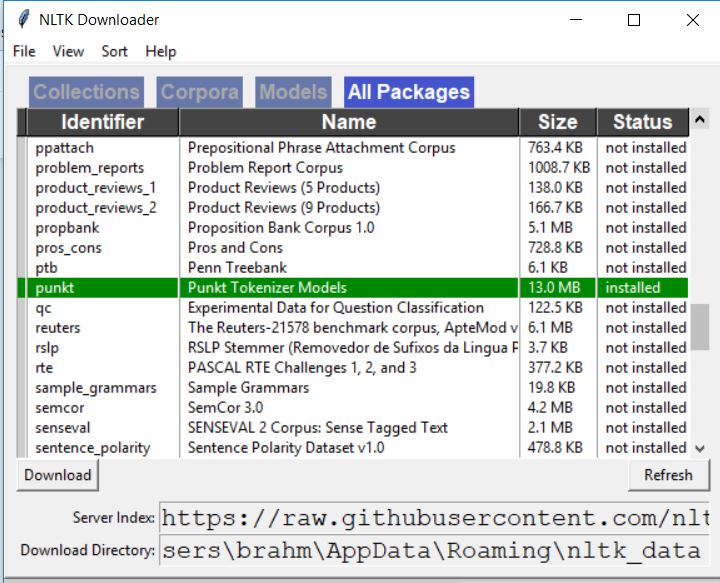 NLTK Downloader
File View Sort Help
Collections Corpora Models All Packages
Identifier Name Size Status
ppattach Prepositional Phrase Attachment Corpus 763.4 KB not installed
problem_reports Problem Report Corpus 1008.7 KB not installed
product_reviews_1 Product Reviews (5 Products) 138.0 KB not installed
product_reviews_2 Product Reviews (9 Products) 166.7 KB not installed
propbank Proposition Bank Corpus 1.0 5.1 MB not installed
pros_cons Pros and Cons 728.8 KB not installed
ptb Penn Treebank 6.1 KB not installed
punkt Punkt Tokenizer Models 13.0 MB installed
qc Experimental Data for Question Classification 122.5 KB not installed
reuters The Reuters-21578 benchmark corpus, ApteMod v 6.1 MB not installed
rslp RSLP Stemmer (Removedor de Sufixos da Lingua P 3.7 KB not installed
rte PASCAL RTE Challenges 1, 2, and 3 377.2 KB not installed
sample_grammars Sample Grammars 19.8 KB not installed
semcor SemCor 3.0 4.2 MB not installed
senseval SENSEVAL 2 Corpus: Sense Tagged Text 2.1 MB not installed
sentence_polarity Sentence Polarity Dataset v1.0 478.8 KB not installed
Download Refresh
Server Index: https://raw.githubusercontent.com/nlt
Download Directory: sers\brahm\AppData\Roaming\nltk_data